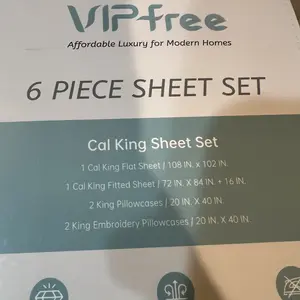 VIPfree
Affordable Luxury for Modern Homes
6 PIECE SHEET SET
Cal King Sheet Set
1 Cal King Flat Sheet / 108 IN. x 102 IN.
1 Cal King Fitted Sheet / 72 IN. X 84 IN. + 16 IN.
2 King Pillowcases / 20 IN. X 40 IN.
2 King Embroidery Pillowcases / 20 IN. X 40 IN.